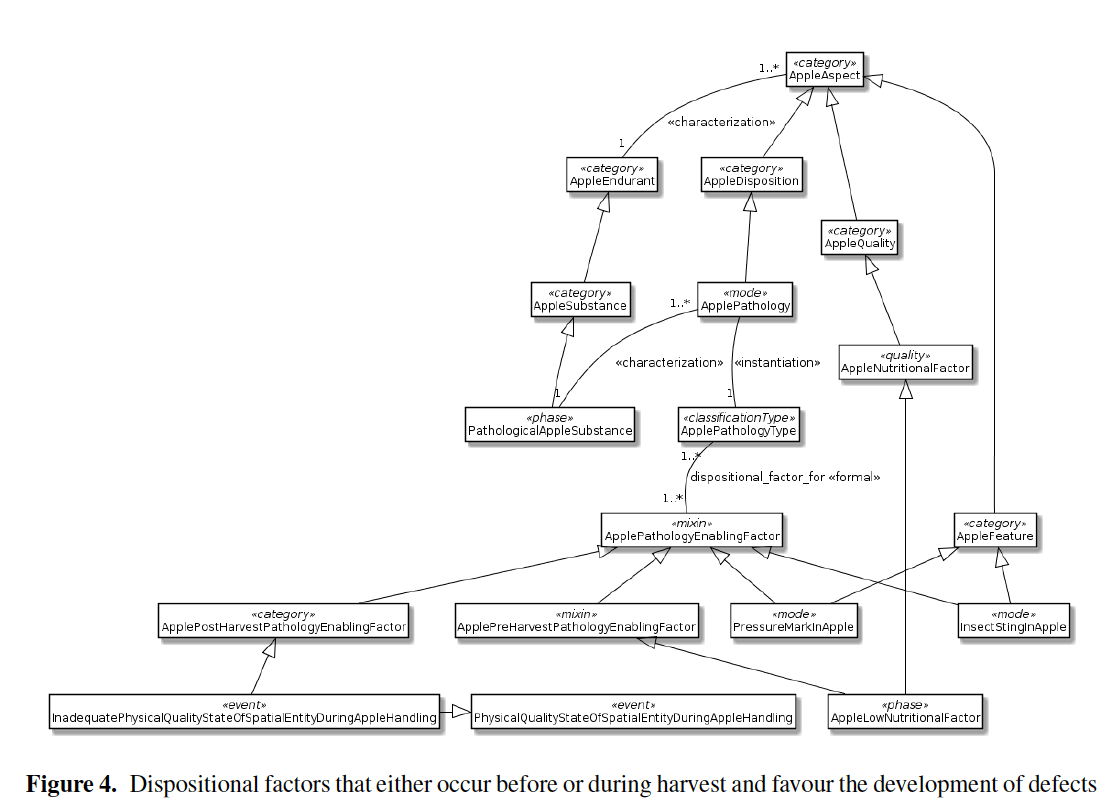 «category»
AppleAspect
1..*
«characterization»
1
«category»
AppleEndurant
«category»
AppleDisposition
«category»
AppleQuality
«category»
AppleSubstance
1..*
«mode»
ApplePathology
«characterization»
«instantiation»
«quality»
AppleNutritionalFactor
1
1
«phase»
PathologicalAppleSubstance
«classificationType»
ApplePathologyType
1..*
dispositional_factor_for «formal»
1..*
«mixin»
ApplePathologyEnablingFactor
«category»
AppleFeature
«category»
ApplePostHarvestPathologyEnablingFactor
«mixin»
ApplePreHarvestPathologyEnablingFactor
«mode»
PressureMarkInApple
«mode»
InsectStingInApple
«event»
InadequatePhysicalQualityStateOfSpatialEntityDuringAppleHandling
«event»
PhysicalQualityStateOfSpatialEntityDuringAppleHandling
«phase»
AppleLowNutritionalFactor
Figure 4. Dispositional factors that either occur before or during harvest and favour the development of defects